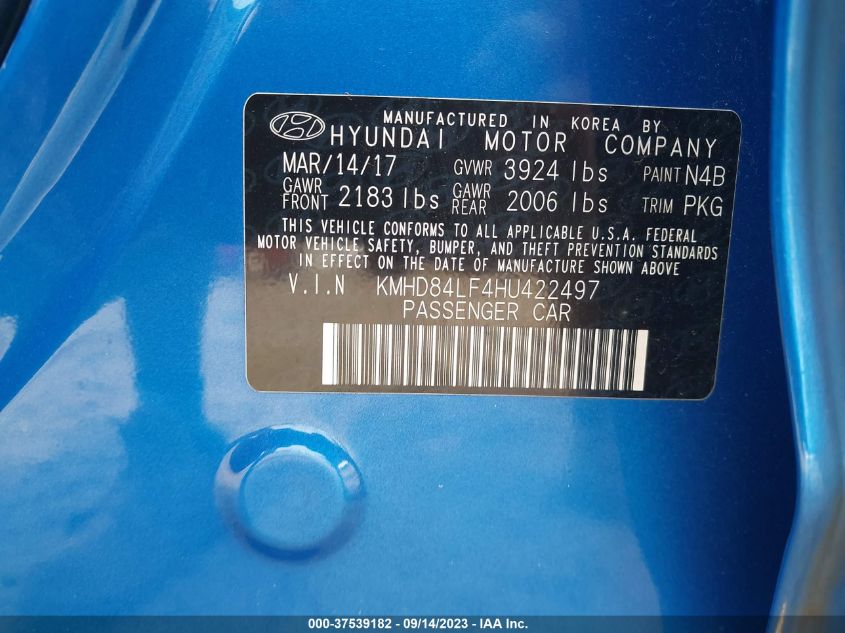 MANUFACTURED IN KOREA BY
HYUNDAI MOTOR COMPANY
MAR/14/17 GVWR 3924 lbs PAINT N4B
GAWR FRONT 2183 lbs GAWR REAR 2006 lbs TRIM PKG
THIS VEHICLE CONFORMS TO ALL APPLICABLE U.S.A. FEDERAL
MOTOR VEHICLE SAFETY, BUMPER, AND THEFT PREVENTION STANDARDS
IN EFFECT ON THE DATE OF MANUFACTURE SHOWN ABOVE
V.I.N KMHD84LF4HU422497
PASSENGER CAR
000-37539182 - 09/14/2023 - IAA Inc.